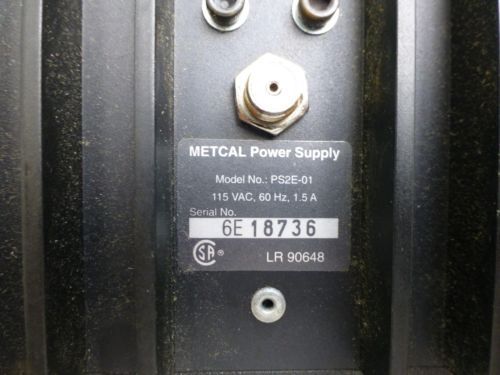 METCAL Power Supply
Model No.: PS2E-01
115 VAC, 60 Hz, 1.5 A
Serial No.
6E 18736
CSA
LR 90648